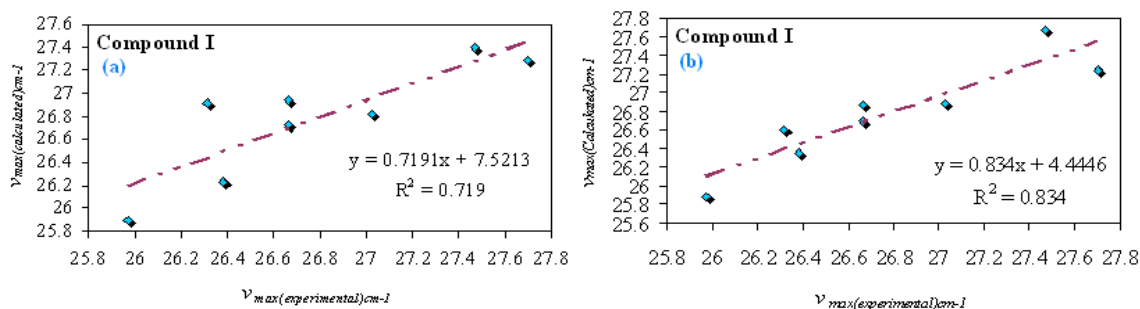 Compound I
(a)
27.6
27.4
27.2
27
26.8
26.6
26.4
26.2
26
25.8
νmax(calculated)cm-1
y = 0.7191x + 7.5213
R² = 0.719
25.8 26 26.2 26.4 26.6 26.8 27 27.2 27.4 27.6 27.8
ν max(experimental)cm-1
Compound I
(b)
27.8
27.6
27.4
27.2
27
26.8
26.6
26.4
26.2
26
25.8
25.6
νmax(Calculated)cm-1
y = 0.834x + 4.4446
R² = 0.834
25.8 26 26.2 26.4 26.6 26.8 27 27.2 27.4 27.6 27.8
ν max(experimental)cm-1